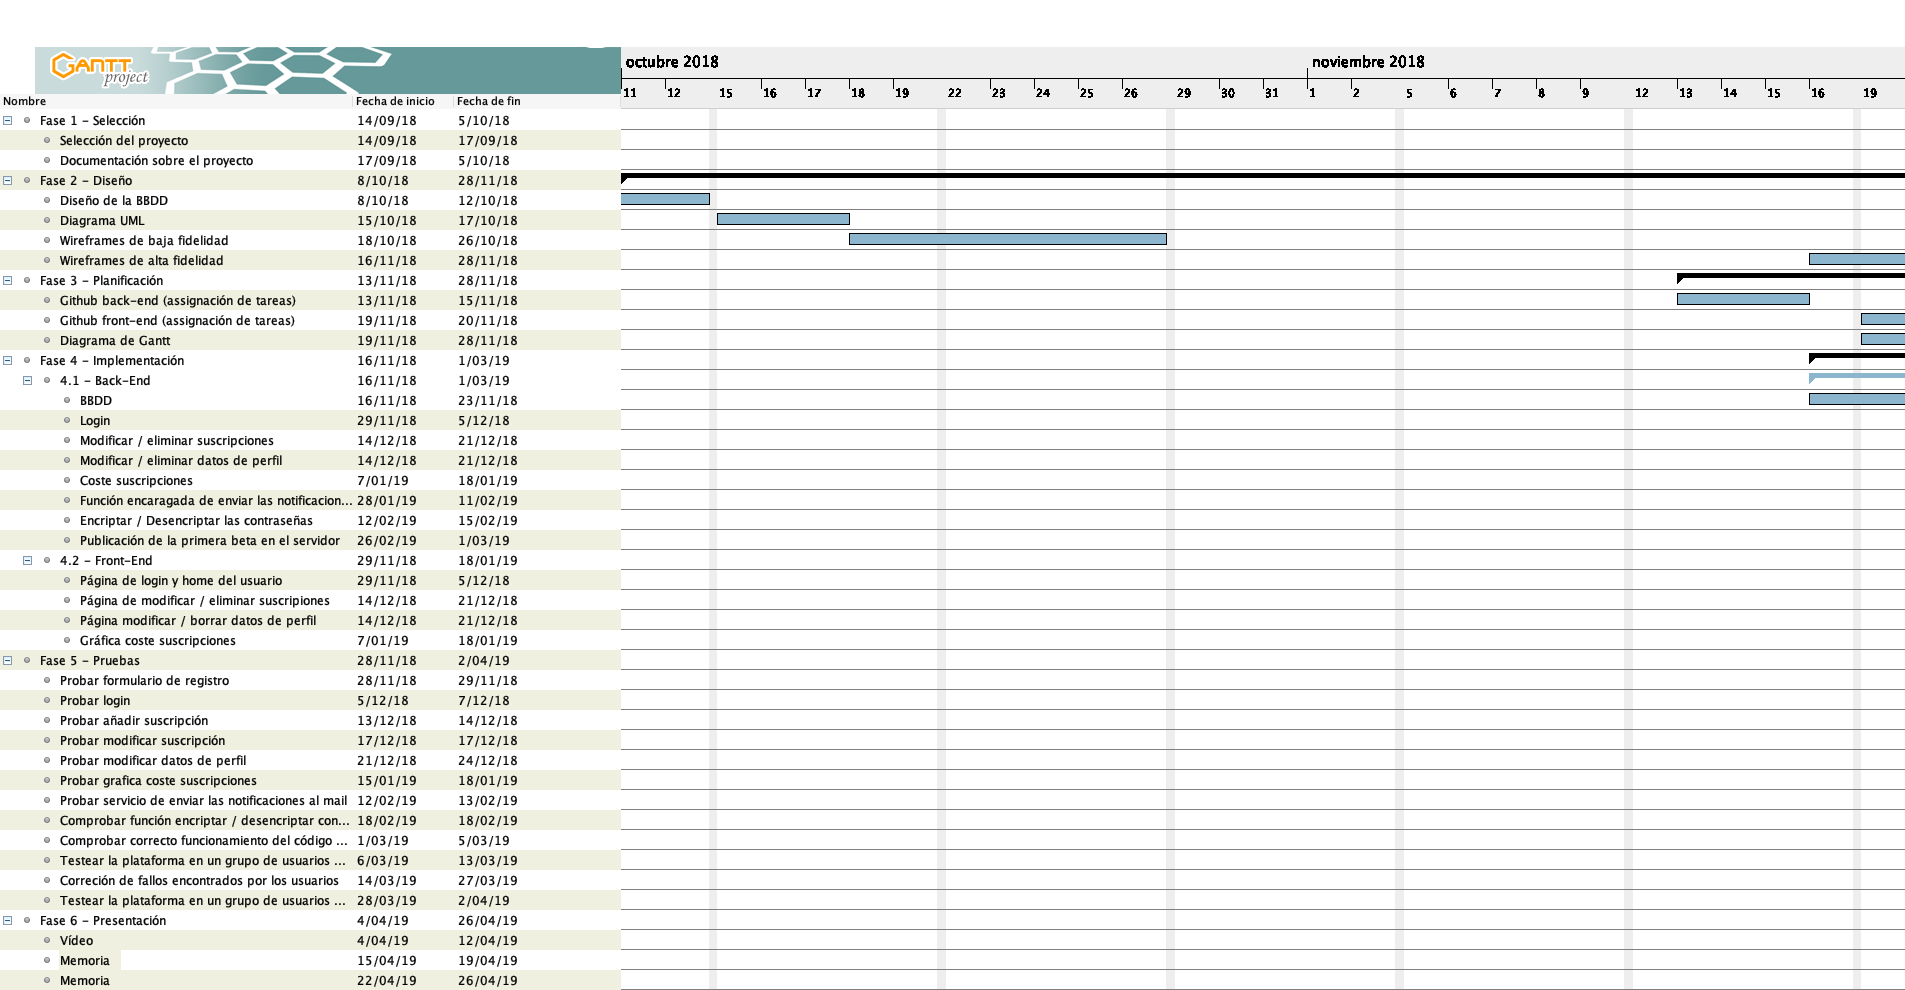 GANTT
project
octubre 2018 noviembre 2018
11 12 15 16 17 18 19 22 23 24 25 26 29 30 31 1 2 5 6 7 8 9 12 13 14 15 16 19
Nombre Fecha de inicio Fecha de fin
Fase 1 - Selección 14/09/18 5/10/18
Selección del proyecto 14/09/18 17/09/18
Documentación sobre el proyecto 17/09/18 5/10/18
Fase 2 - Diseño 8/10/18 28/11/18
Diseño de la BBDD 8/10/18 12/10/18
Diagrama UML 15/10/18 17/10/18
Wireframes de baja fidelidad 18/10/18 26/10/18
Wireframes de alta fidelidad 16/11/18 28/11/18
Fase 3 - Planificación 13/11/18 28/11/18
Github back-end (assignación de tareas) 13/11/18 15/11/18
Github front-end (assignación de tareas) 19/11/18 20/11/18
Diagrama de Gantt 19/11/18 28/11/18
Fase 4 - Implementación 16/11/18 1/03/19
4.1 - Back-End 16/11/18 1/03/19
BBDD 16/11/18 23/11/18
Login 29/11/18 5/12/18
Modificar / eliminar suscripciones 14/12/18 21/12/18
Modificar / eliminar datos de perfil 14/12/18 21/12/18
Coste suscripciones 7/01/19 18/01/19
Función encaragada de enviar las notificacion... 28/01/19 11/02/19
Encriptar / Desencriptar las contraseñas 12/02/19 15/02/19
Publicación de la primera beta en el servidor 26/02/19 1/03/19
4.2 - Front-End 29/11/18 18/01/19
Página de login y home del usuario 29/11/18 5/12/18
Página de modificar / eliminar suscripiones 14/12/18 21/12/18
Página modificar / borrar datos de perfil 14/12/18 21/12/18
Gráfica coste suscripciones 7/01/19 18/01/19
Fase 5 - Pruebas 28/11/18 2/04/19
Probar formulario de registro 28/11/18 29/11/18
Probar login 5/12/18 7/12/18
Probar añadir suscripción 13/12/18 14/12/18
Probar modificar suscripción 17/12/18 17/12/18
Probar modificar datos de perfil 21/12/18 24/12/18
Probar grafica coste suscripciones 15/01/19 18/01/19
Probar servicio de enviar las notificaciones al mail 12/02/19 13/02/19
Comprobar función encriptar / desencriptar con... 18/02/19 18/02/19
Comprobar correcto funcionamiento del código ... 1/03/19 5/03/19
Testear la plataforma en un grupo de usuarios ... 6/03/19 13/03/19
Correción de fallos encontrados por los usuarios 14/03/19 27/03/19
Testear la plataforma en un grupo de usuarios ... 28/03/19 2/04/19
Fase 6 - Presentación 4/04/19 26/04/19
Vídeo 4/04/19 12/04/19
Memoria 15/04/19 19/04/19
Memoria 22/04/19 26/04/19